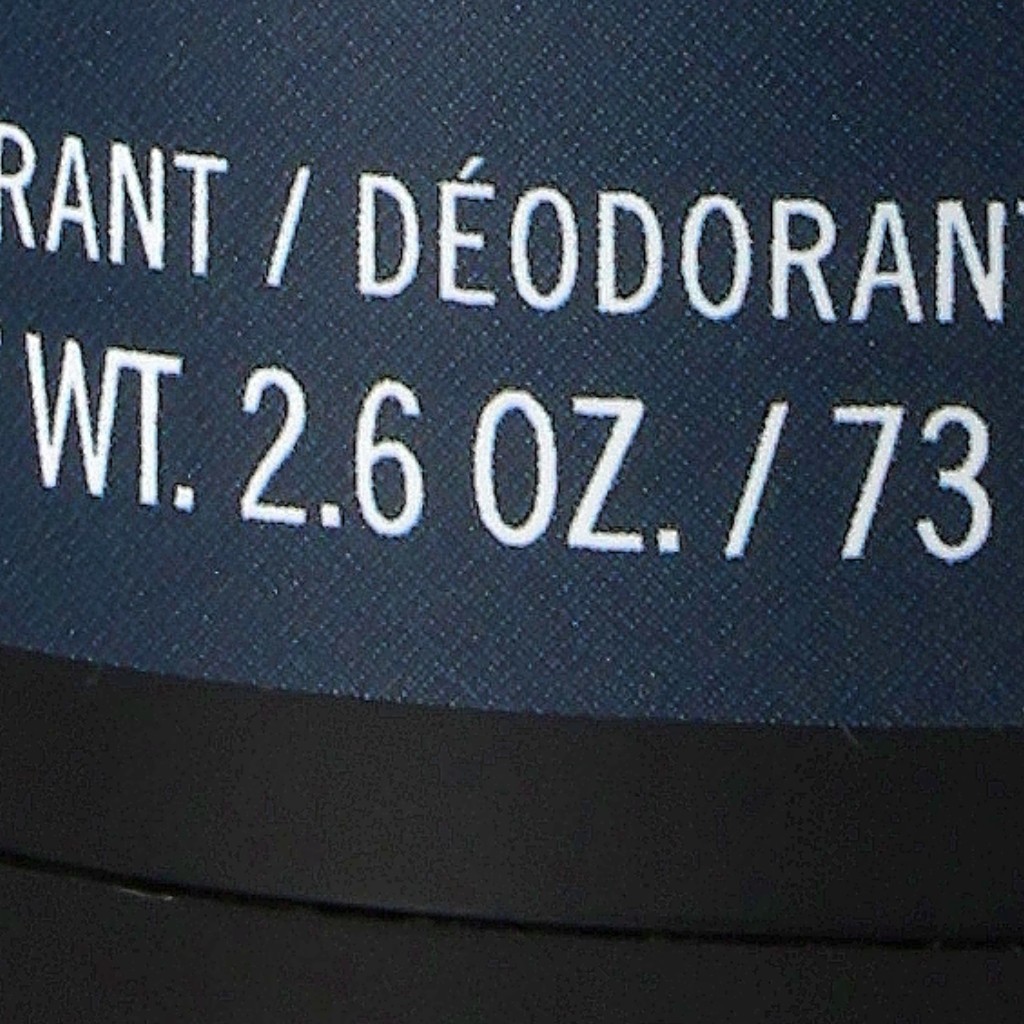 RANT / DÉODORANT
WT. 2.6 OZ. / 73